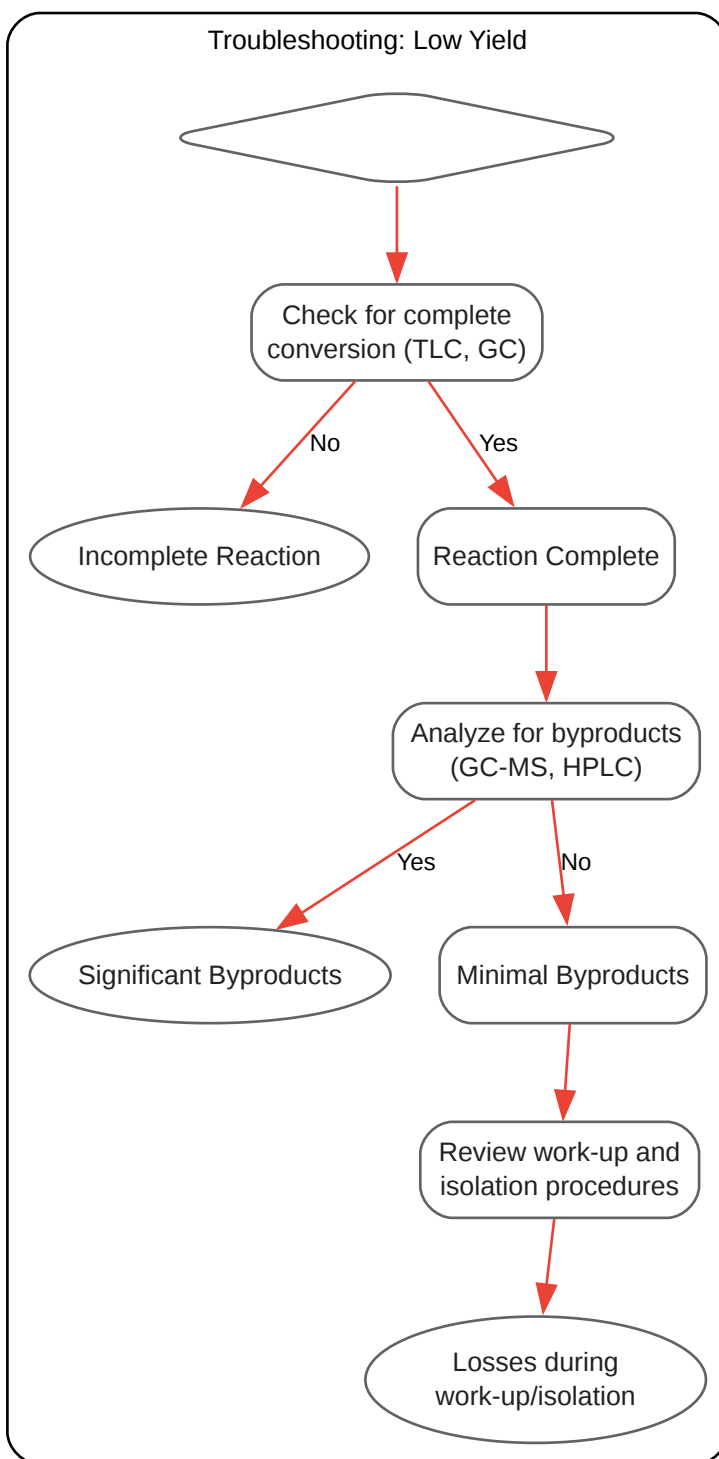 Troubleshooting: Low Yield
Check for complete
conversion (TLC, GC)
No
Yes
Incomplete Reaction
Reaction Complete
Analyze for byproducts
(GC-MS, HPLC)
Yes
No
Significant Byproducts
Minimal Byproducts
Review work-up and
isolation procedures
Losses during
work-up/isolation